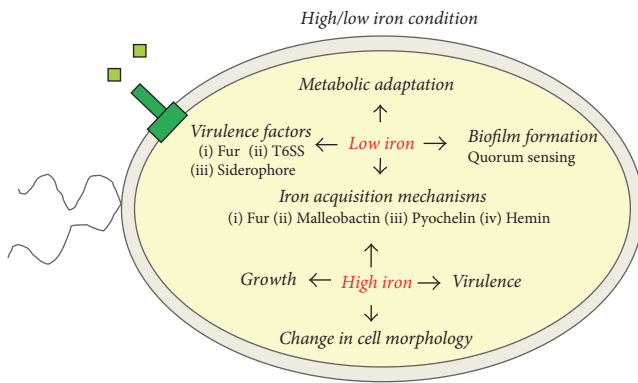 High/low iron condition
Metabolic adaptation
Virulence factors
(i) Fur (ii) T6SS
(iii) Siderophore
Low iron
Biofilm formation
Quorum sensing
Iron acquisition mechanisms
(i) Fur (ii) Malleobactin (iii) Pyochelin (iv) Hemin
Growth
High iron
Virulence
Change in cell morphology